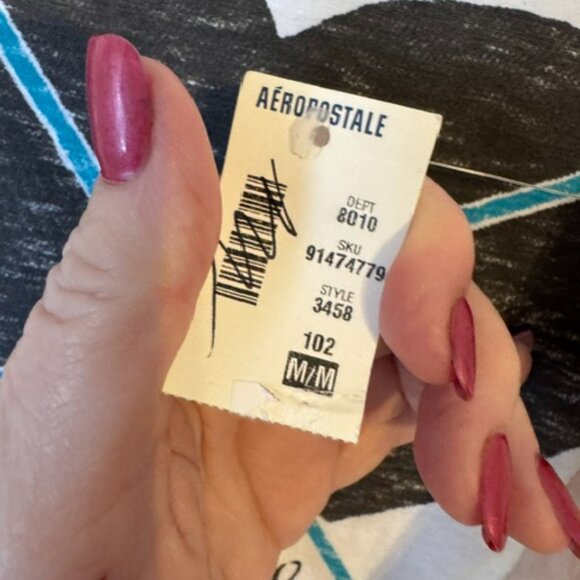 AÉROPOSTALE
DEPT
8010
SKU
91474779
STYLE
3458
102
M/M